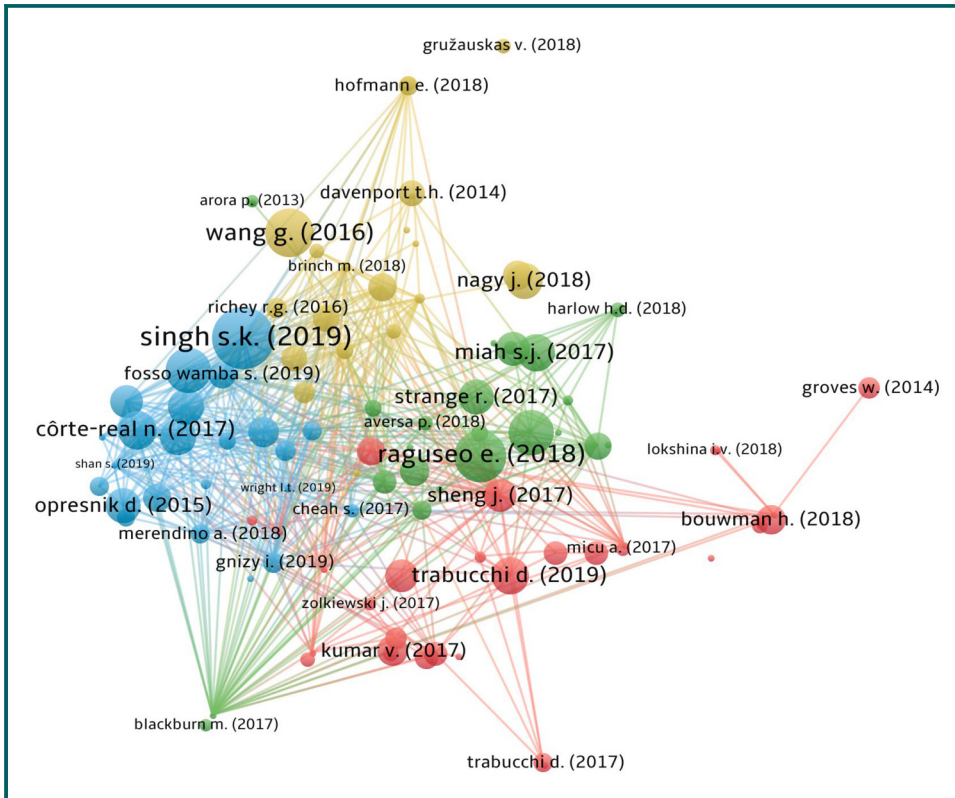 gružauskas v. (2018)
hofmann e. (2018)
davenport t.h. (2014)
arora p. (2013)
wang g. (2016)
brinch m. (2018)
nagy j. (2018)
richey r.g. (2016)
harlow h.d. (2018)
singh s.k. (2019)
miah s.j. (2017)
fosso wamba s. (2019)
groves w. (2014)
strange r. (2017)
aversa p. (2018)
côrte-real n. (2017)
lokshina i.v. (2018)
raguseo e. (2018)
shan s. (2019)
wright l.t. (2019)
sheng j. (2017)
opresnik d. (2015)
cheah s. (2017)
bouwman h. (2018)
merendino a. (2018)
micu a. (2017)
gnizy i. (2019)
trabucchi d. (2019)
zolkiewski j. (2017)
kumar v. (2017)
blackburn m. (2017)
trabucchi d. (2017)